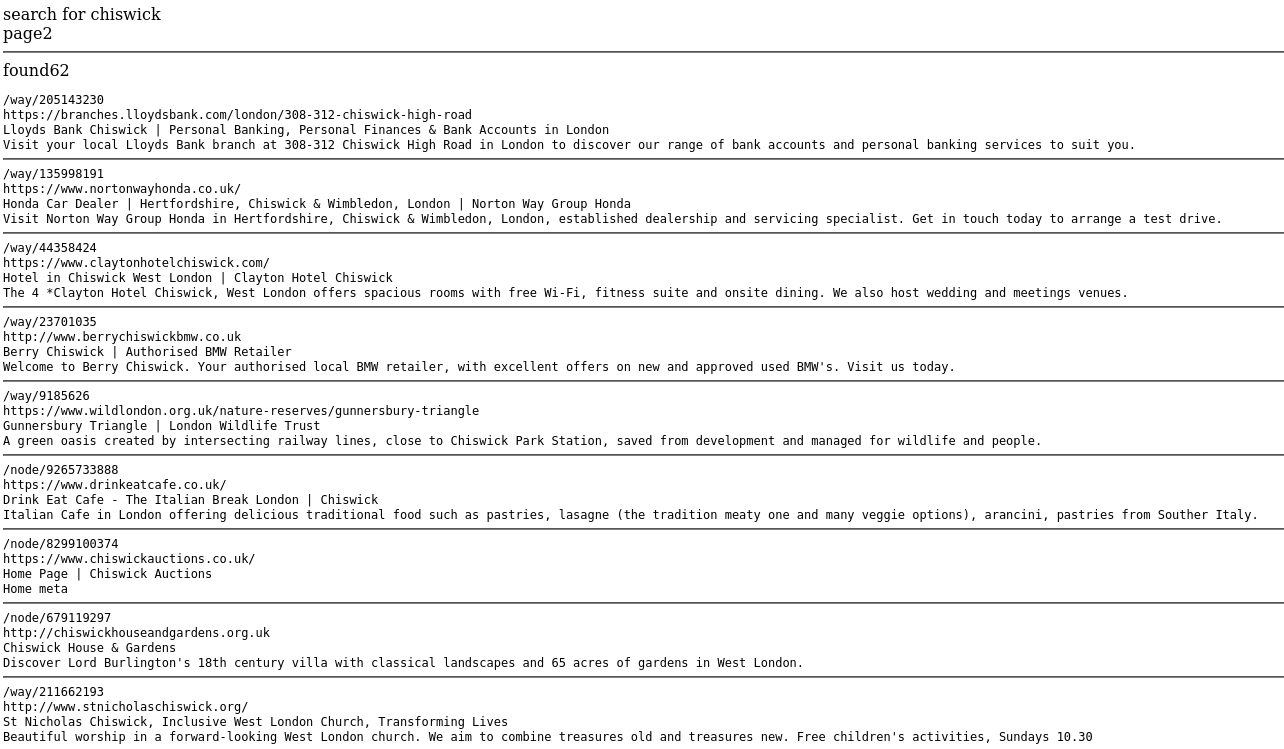 search for chiswick
page2
found62
/way/205143230
https://branches.lloydsbank.com/london/308-312-chiswick-high-road
Lloyds Bank Chiswick | Personal Banking, Personal Finances & Bank Accounts in London
Visit your local Lloyds Bank branch at 308-312 Chiswick High Road in London to discover our range of bank accounts and personal banking services to suit you.
/way/135998191
https://www.nortonwayhonda.co.uk/
Honda Car Dealer | Hertfordshire, Chiswick & Wimbledon, London | Norton Way Group Honda
Visit Norton Way Group Honda in Hertfordshire, Chiswick & Wimbledon, London, established dealership and servicing specialist. Get in touch today to arrange a test drive.
/way/44358424
https://www.claytonhotelchiswick.com/
Hotel in Chiswick West London | Clayton Hotel Chiswick
The 4 *Clayton Hotel Chiswick, West London offers spacious rooms with free Wi-Fi, fitness suite and onsite dining. We also host wedding and meetings venues.
/way/23701035
http://www.berrychiswickbmw.co.uk
Berry Chiswick | Authorised BMW Retailer
Welcome to Berry Chiswick. Your authorised local BMW retailer, with excellent offers on new and approved used BMW's. Visit us today.
/way/9185626
https://www.wildlondon.org.uk/nature-reserves/gunnersbury-triangle
Gunnersbury Triangle | London Wildlife Trust
A green oasis created by intersecting railway lines, close to Chiswick Park Station, saved from development and managed for wildlife and people.
/node/9265733888
https://www.drinkeatcafe.co.uk/
Drink Eat Cafe - The Italian Break London | Chiswick
Italian Cafe in London offering delicious traditional food such as pastries, lasagne (the tradition meaty one and many veggie options), arancini, pastries from Souther Italy.
/node/8299100374
https://www.chiswickauctions.co.uk/
Home Page | Chiswick Auctions
Home meta
/node/679119297
http://chiswickhouseandgardens.org.uk
Chiswick House & Gardens
Discover Lord Burlington's 18th century villa with classical landscapes and 65 acres of gardens in West London.
/way/211662193
http://www.stnicholaschiswick.org/
St Nicholas Chiswick, Inclusive West London Church, Transforming Lives
Beautiful worship in a forward-looking West London church. We aim to combine treasures old and treasures new. Free children's activities, Sundays 10.30